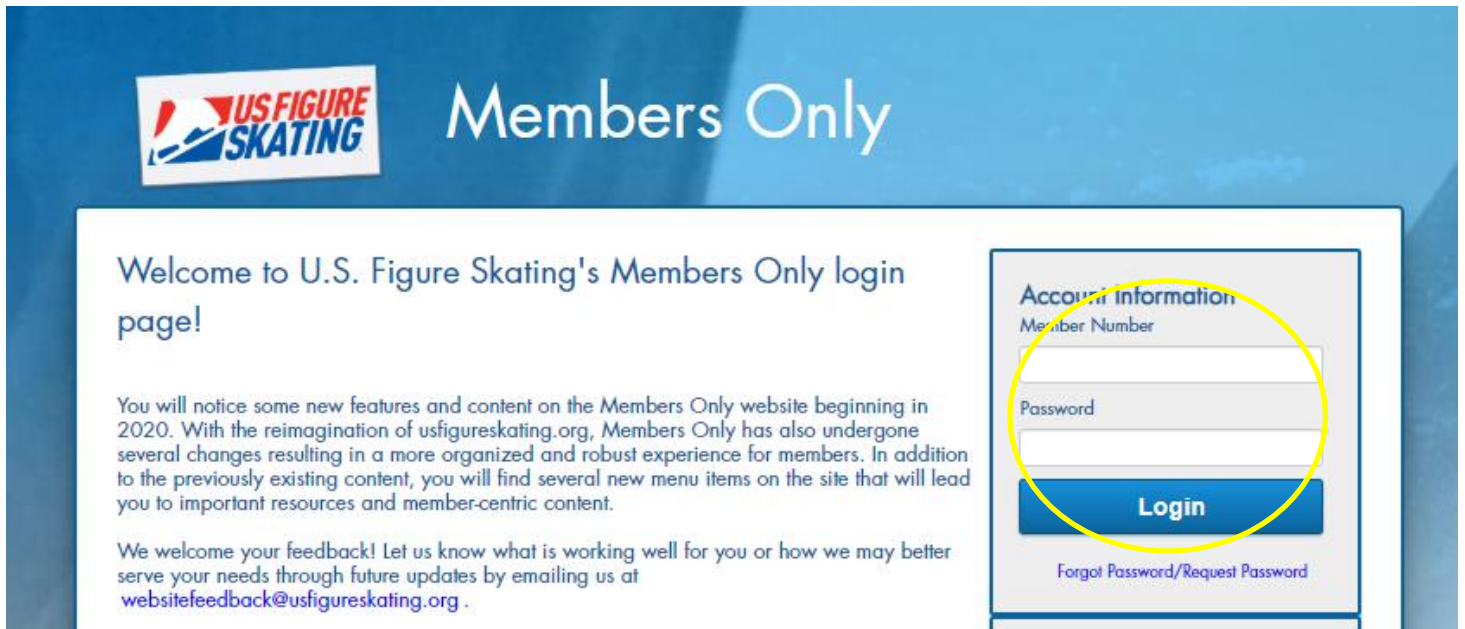 US FIGURE
SKATING
Members Only
Welcome to U.S. Figure Skating's Members Only login
page!
You will notice some new features and content on the Members Only website beginning in
2020. With the reimagination of usfigureskating.org, Members Only has also undergone
several changes resulting in a more organized and robust experience for members. In addition
to the previously existing content, you will find several new menu items on the site that will lead
you to important resources and member-centric content.
We welcome your feedback! Let us know what is working well for you or how we may better
serve your needs through future updates by emailing us at
websitefeedback@usfigureskating.org .
Account Information
Member Number
Password
Login
Forgot Password/Request Password